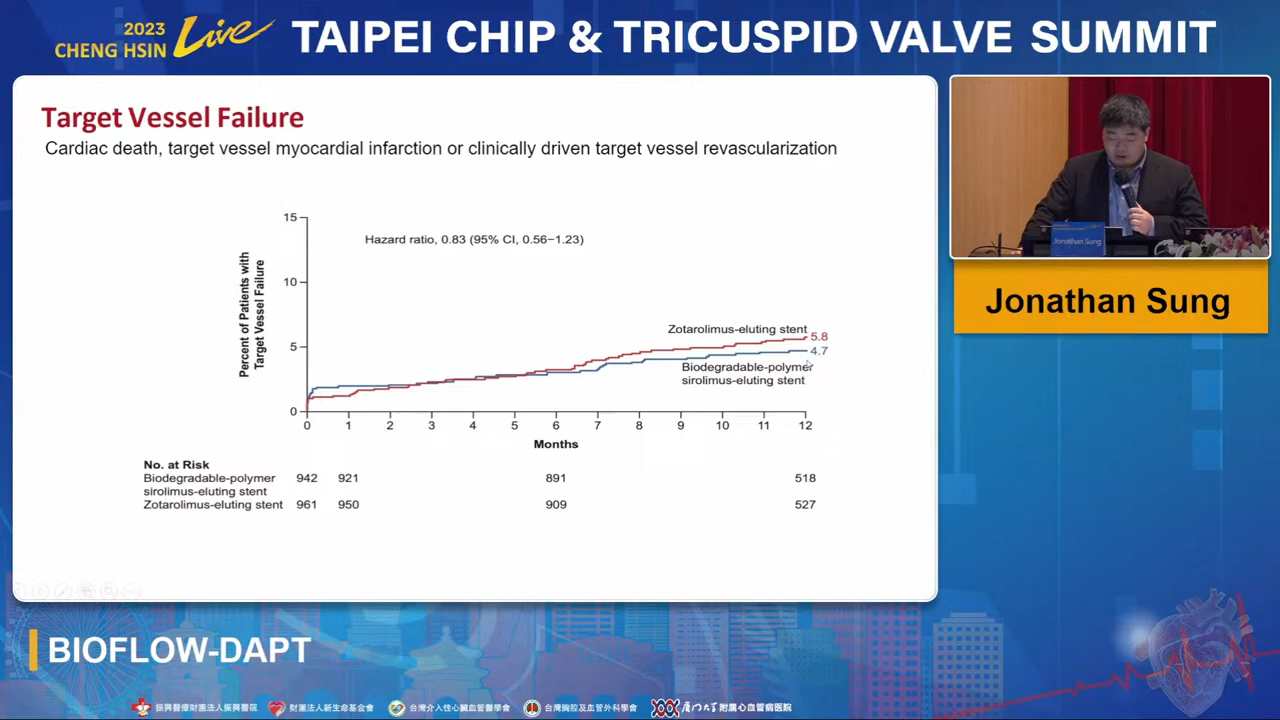 2023
CHENG HSIN
Live
TAIPEI CHIP & TRICUSPID VALVE SUMMIT
Target Vessel Failure
Cardiac death, target vessel myocardial infarction or clinically driven target vessel revascularization
Percent of Patients with
Target Vessel Failure
15
10
5
0
Hazard ratio, 0.83 (95% CI, 0.56−1.23)
Zotarolimus-eluting stent
5.8
4.7
Biodegradable-polymer
sirolimus-eluting stent
0 1 2 3 4 5 6 7 8 9 10 11 12
Months
No. at Risk
Biodegradable-polymer 942 921 891 518
sirolimus-eluting stent
Zotarolimus-eluting stent 961 950 909 527
Jonathan Sung
Jonathan Sung
BIOFLOW-DAPT
振興醫療財團法人振興醫院
財團法人新生命基金會
台灣介入性心臟血管醫學會
台灣胸腔及血管外科學會
厦门大学附属心血管病医院